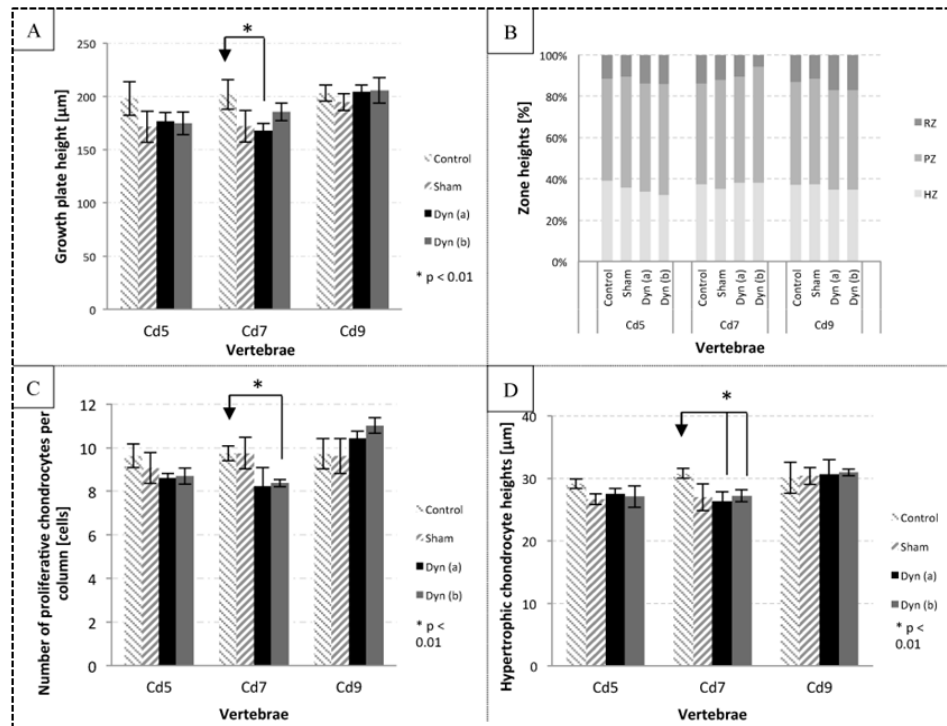 A
*
250
200
150
100
50
0
Growth plate height [µm]
Cd5 Cd7 Cd9
Vertebrae
Control
Sham
Dyn (a)
Dyn (b)
* p < 0.01
B
100%
80%
60%
40%
20%
0%
Zone heights [%]
Control Sham Dyn (a) Dyn (b) Control Sham Dyn (a) Dyn (b) Control Sham Dyn (a) Dyn (b)
Cd5 Cd7 Cd9
Vertebrae
RZ
PZ
HZ
C
*
12
10
8
6
4
2
0
Number of proliferative chondrocytes per
column [cells]
Cd5 Cd7 Cd9
Vertebrae
Control
Sham
Dyn (a)
Dyn (b)
* p <
0.01
D
*
40
30
20
10
0
Hypertrophic chondrocyte heights [µm]
Cd5 Cd7 Cd9
Vertebrae
Control
Sham
Dyn (a)
Dyn (b)
* p <
0.01